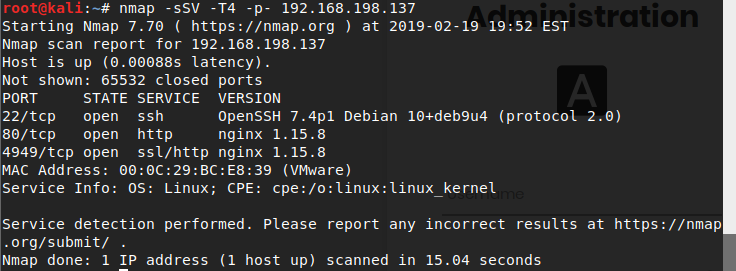 root@kali:~# nmap -sSV -T4 -p- 192.168.198.137
Starting Nmap 7.70 ( https://nmap.org ) at 2019-02-19 19:52 EST
Nmap scan report for 192.168.198.137
Host is up (0.00088s latency).
Not shown: 65532 closed ports
PORT     STATE SERVICE  VERSION
22/tcp   open  ssh      OpenSSH 7.4p1 Debian 10+deb9u4 (protocol 2.0)
80/tcp   open  http     nginx 1.15.8
4949/tcp open  ssl/http nginx 1.15.8
MAC Address: 00:0C:29:BC:E8:39 (VMware)
Service Info: OS: Linux; CPE: cpe:/o:linux:linux_kernel
Service detection performed. Please report any incorrect results at https://nmap
.org/submit/ .
Nmap done: 1 IP address (1 host up) scanned in 15.04 seconds
Administration
A
Username